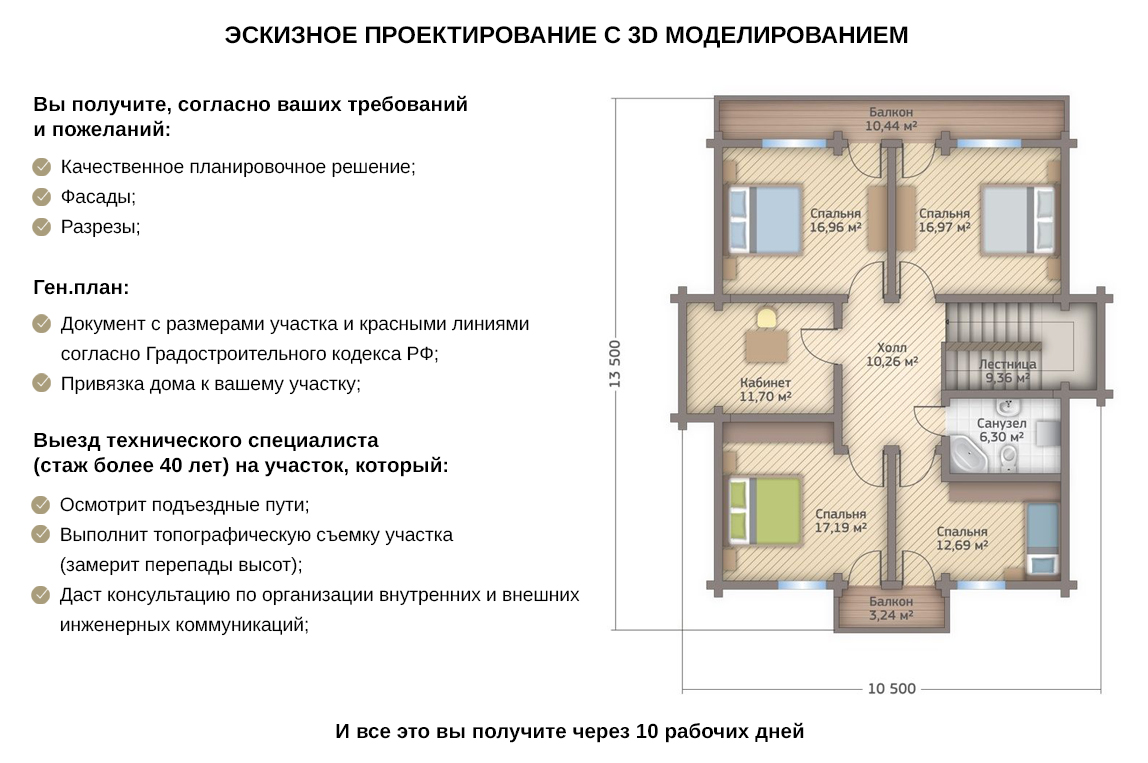 ЭСКИЗНОЕ ПРОЕКТИРОВАНИЕ С 3D МОДЕЛИРОВАНИЕМ
Вы получите, согласно ваших требований
и пожеланий:
Качественное планировочное решение;
Фасады;
Разрезы;
Ген.план:
Документ с размерами участка и красными линиями
согласно Градостроительного кодекса РФ;
Привязка дома к вашему участку;
Выезд технического специалиста
(стаж более 40 лет) на участок, который:
Осмотрит подъездные пути;
Выполнит топографическую съемку участка
(замерит перепады высот);
Даст консультацию по организации внутренних и внешних
инженерных коммуникаций;
Балкон
10,44 м²
Спальня
16,96 м²
Спальня
16,97 м²
13 500
Холл
10,26 м²
Лестница
9,36 м²
Кабинет
11,70 м²
Санузел
6,30 м²
Спальня
17,19 м²
Спальня
12,69 м²
Балкон
3,24 м²
10 500
И все это вы получите через 10 рабочих дней